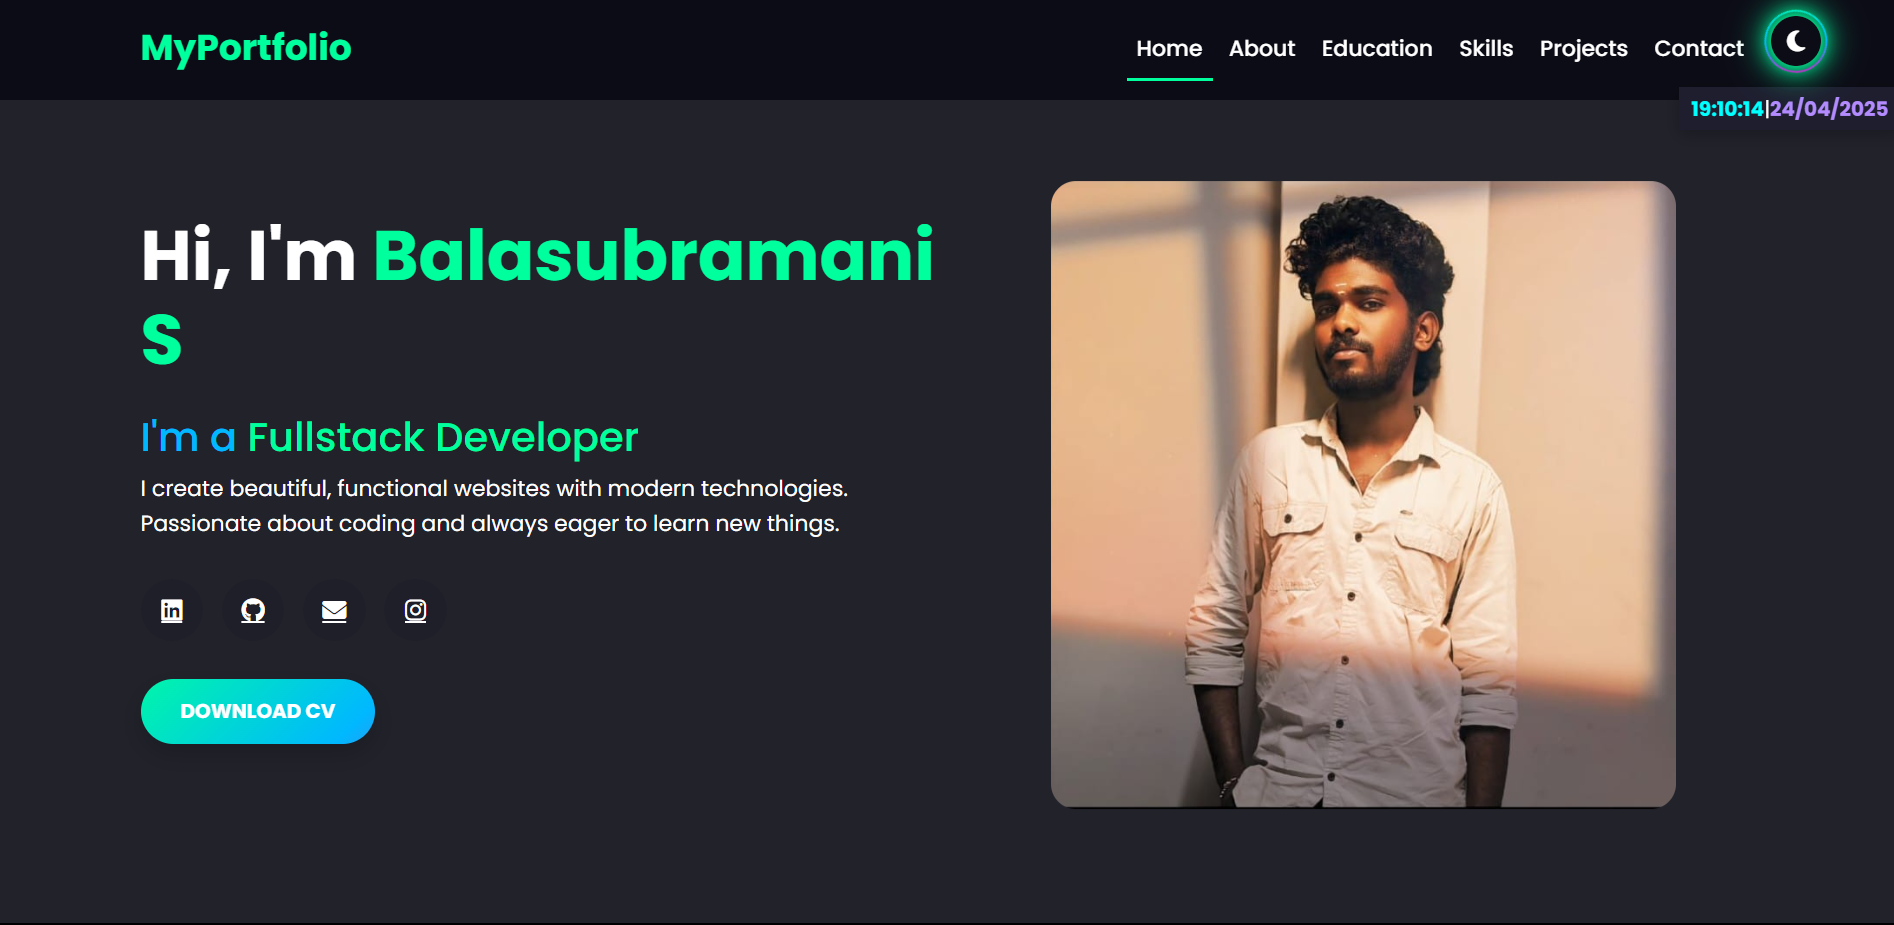 MyPortfolio
Home About Education Skills Projects Contact
19:10:14|24/04/2025
Hi, I'm Balasubramani
S
I'm a Fullstack Developer
I create beautiful, functional websites with modern technologies.
Passionate about coding and always eager to learn new things.
in
DOWNLOAD CV